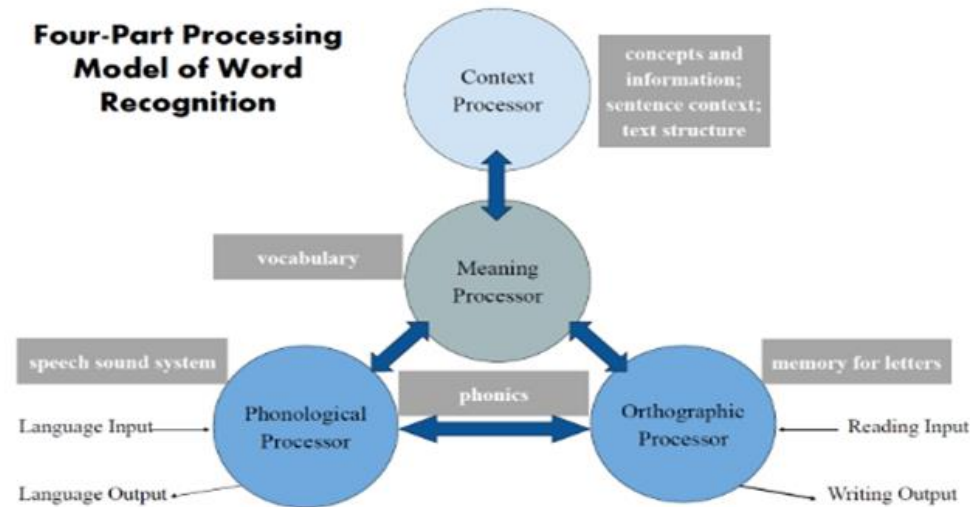 Four-Part Processing
Model of Word
Recognition
Context
Processor
concepts and
information;
sentence context;
text structure
vocabulary
Meaning
Processor
speech sound system
memory for letters
phonics
Phonological
Processor
Orthographic
Processor
Language Input
Reading Input
Language Output
Writing Output